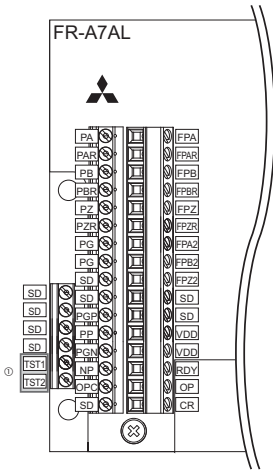 FR-A7AL
PA FPA
PAR FPAR
PB FPB
PBR FPBR
PZ FPZ
PZR FPZR
PG FPA2
PG FPB2
SD FPZ2
SD SD SD
SD PGP SD
SD PP VDD
SD PGN VDD
① TST1 NP RDY
TST2 OPC OP
SD CR